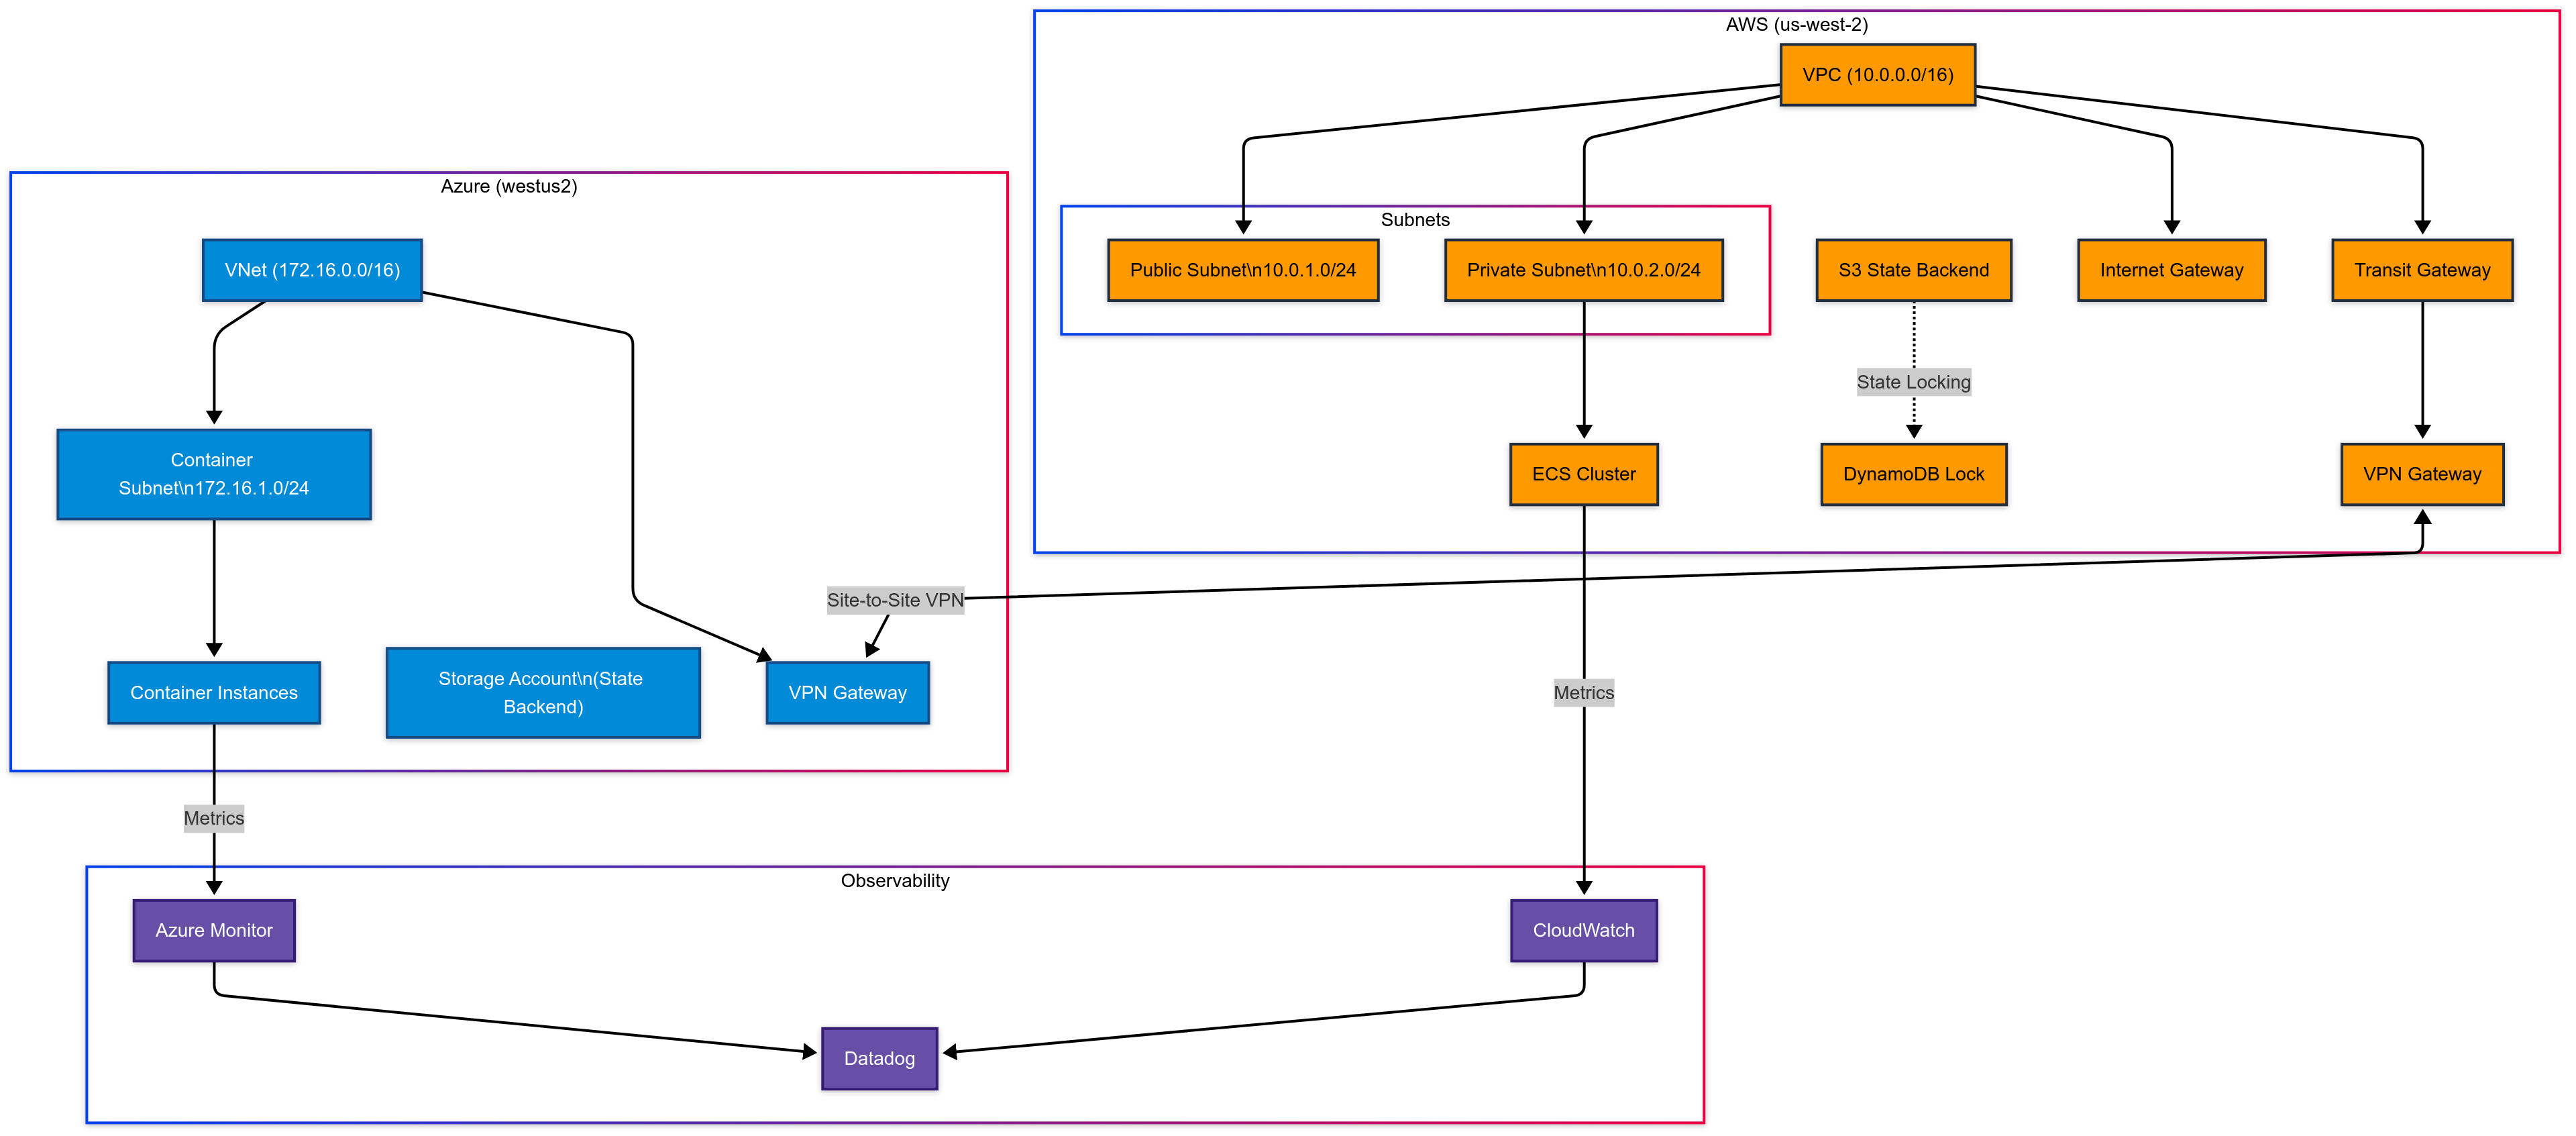 AWS (us-west-2)
VPC (10.0.0.0/16)
Azure (westus2)
Subnets
VNet (172.16.0.0/16)
Public Subnet\n10.0.1.0/24
Private Subnet\n10.0.2.0/24
S3 State Backend
Internet Gateway
Transit Gateway
State Locking
Container
Subnet\n172.16.1.0/24
ECS Cluster
DynamoDB Lock
VPN Gateway
Site-to-Site VPN
Container Instances
Storage Account\n(State
Backend)
VPN Gateway
Metrics
Metrics
Observability
Azure Monitor
CloudWatch
Datadog